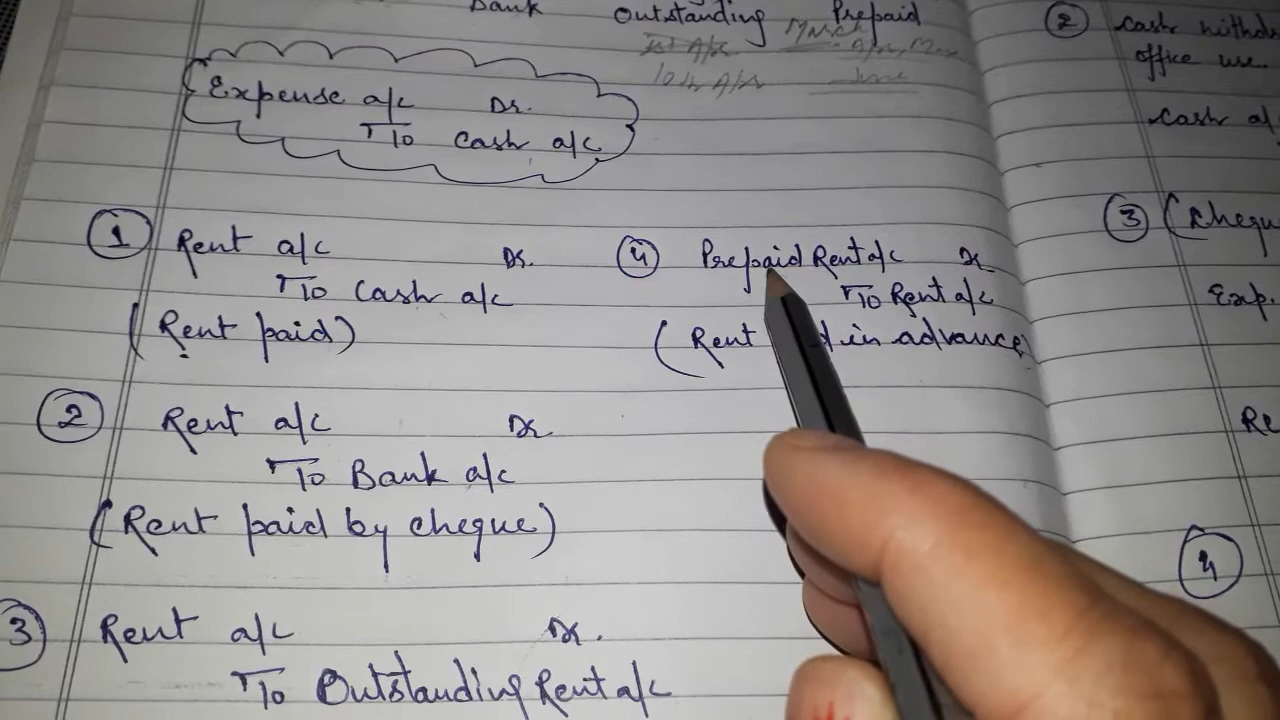 Bank Outstanding Prepaid
Expense a/c Dr.
To Cash a/c
① Rent a/c Dr.
To Cash a/c
(Rent paid)
② Rent a/c Dr
To Bank a/c
(Rent paid by cheque)
3 Rent a/c Dr.
To Outstanding Rent a/c
④ Prepaid Rent a/c Dr
To Rent a/c
(Rent in advance)
② Cash withd
office use.
Cash a/
③ (Chequ
Exp.
Re
④